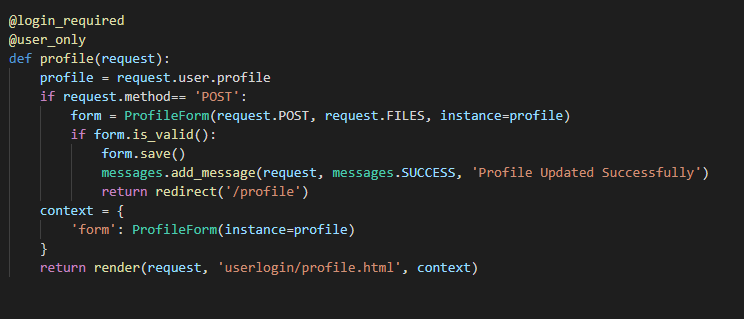 @login_required
@user_only
def profile(request):
    profile = request.user.profile
    if request.method== 'POST':
        form = ProfileForm(request.POST, request.FILES, instance=profile)
        if form.is_valid():
            form.save()
            messages.add_message(request, messages.SUCCESS, 'Profile Updated Successfully')
            return redirect('/profile')
    context = {
        'form': ProfileForm(instance=profile)
    }
    return render(request, 'userlogin/profile.html', context)